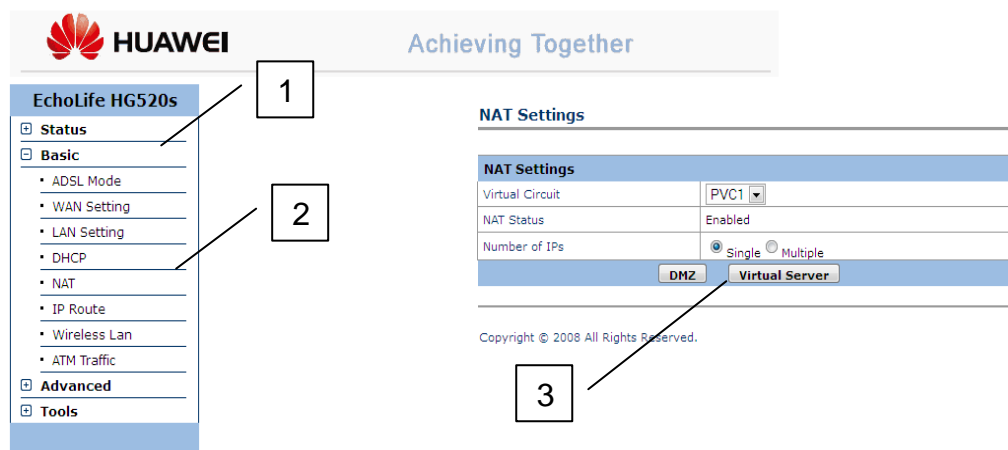 HUAWEI
Achieving Together
EchoLife HG520s
Status
Basic
ADSL Mode
WAN Setting
LAN Setting
DHCP
NAT
IP Route
Wireless Lan
ATM Traffic
Advanced
Tools
1
2
NAT Settings
NAT Settings
Virtual Circuit PVC1
NAT Status Enabled
Number of IPs Single Multiple
DMZ Virtual Server
Copyright © 2008 All Rights Reserved.
3